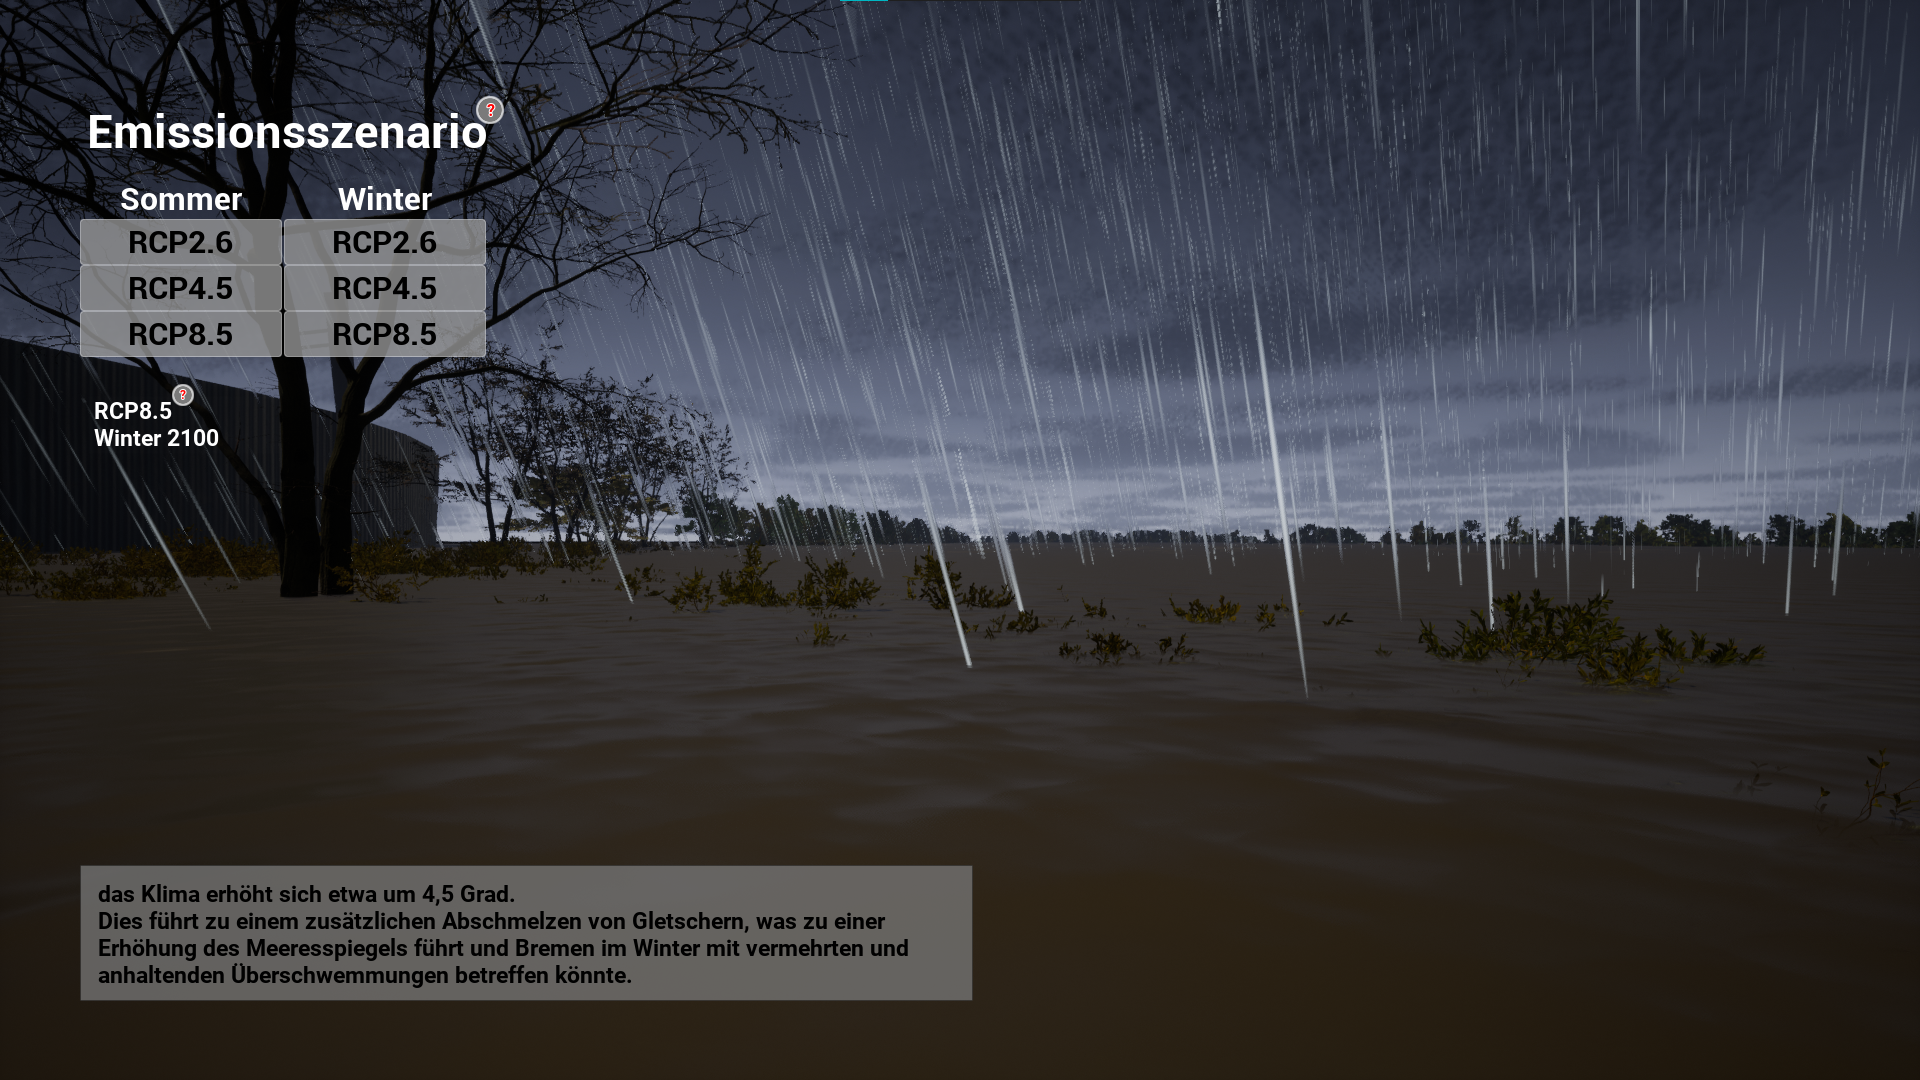 Emissionsszenario
?
Sommer Winter
RCP2.6 RCP2.6
RCP4.5 RCP4.5
RCP8.5 RCP8.5
?
RCP8.5
Winter 2100
das Klima erhöht sich etwa um 4,5 Grad.
Dies führt zu einem zusätzlichen Abschmelzen von Gletschern, was zu einer
Erhöhung des Meeresspiegels führt und Bremen im Winter mit vermehrten und
anhaltenden Überschwemmungen betreffen könnte.